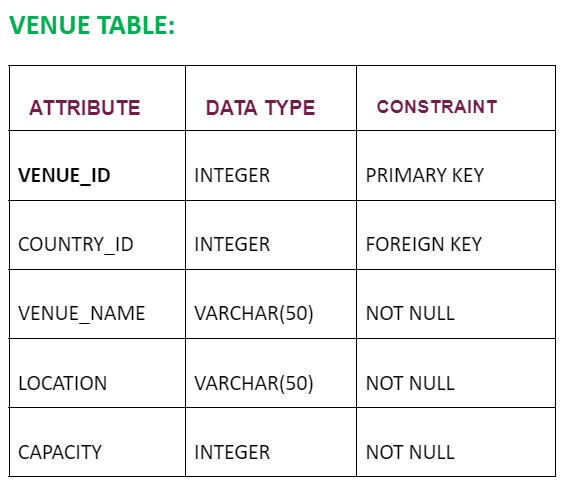 VENUE TABLE:
ATTRIBUTE DATA TYPE CONSTRAINT
VENUE_ID INTEGER PRIMARY KEY
COUNTRY_ID INTEGER FOREIGN KEY
VENUE_NAME VARCHAR(50) NOT NULL
LOCATION VARCHAR(50) NOT NULL
CAPACITY INTEGER NOT NULL